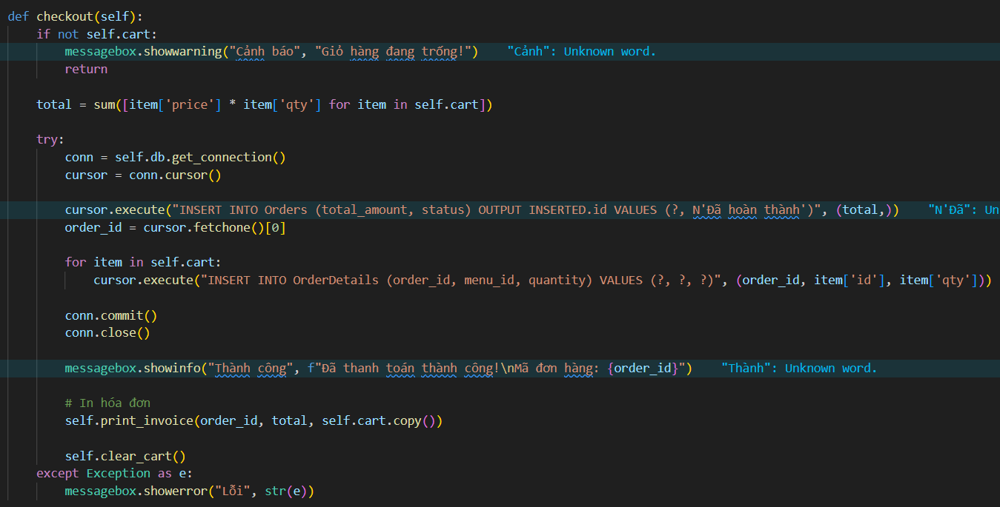 def checkout(self):
    if not self.cart:
        messagebox.showwarning("Cảnh báo", "Giỏ hàng đang trống!")    "Cảnh": Unknown word.
        return

    total = sum([item['price'] * item['qty'] for item in self.cart])

    try:
        conn = self.db.get_connection()
        cursor = conn.cursor()

        cursor.execute("INSERT INTO Orders (total_amount, status) OUTPUT INSERTED.id VALUES (?, N'Đã hoàn thành')", (total,))    "N'Đã": Un
        order_id = cursor.fetchone()[0]

        for item in self.cart:
            cursor.execute("INSERT INTO OrderDetails (order_id, menu_id, quantity) VALUES (?, ?, ?)", (order_id, item['id'], item['qty']))

        conn.commit()
        conn.close()

        messagebox.showinfo("Thành công", f"Đã thanh toán thành công!\nMã đơn hàng: {order_id}")    "Thành": Unknown word.

        # In hóa đơn
        self.print_invoice(order_id, total, self.cart.copy())

        self.clear_cart()
    except Exception as e:
        messagebox.showerror("Lỗi", str(e))